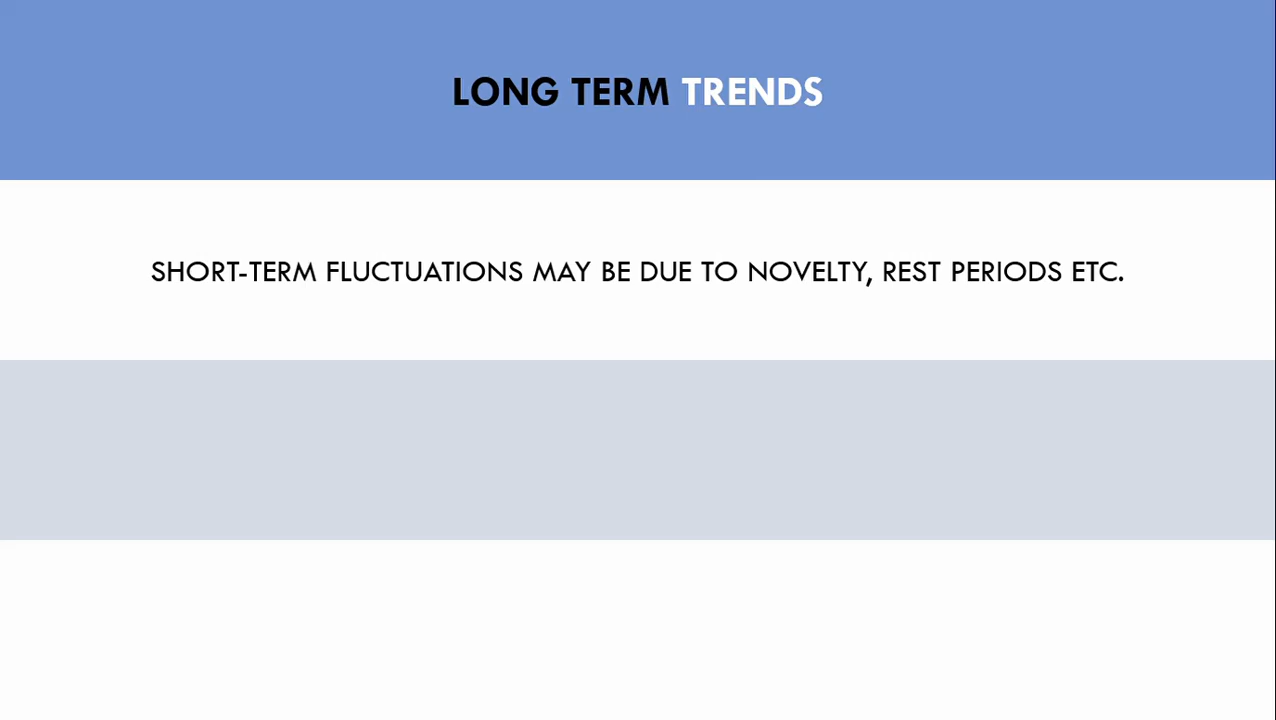 LONG TERM TRENDS
SHORT-TERM FLUCTUATIONS MAY BE DUE TO NOVELTY, REST PERIODS ETC.